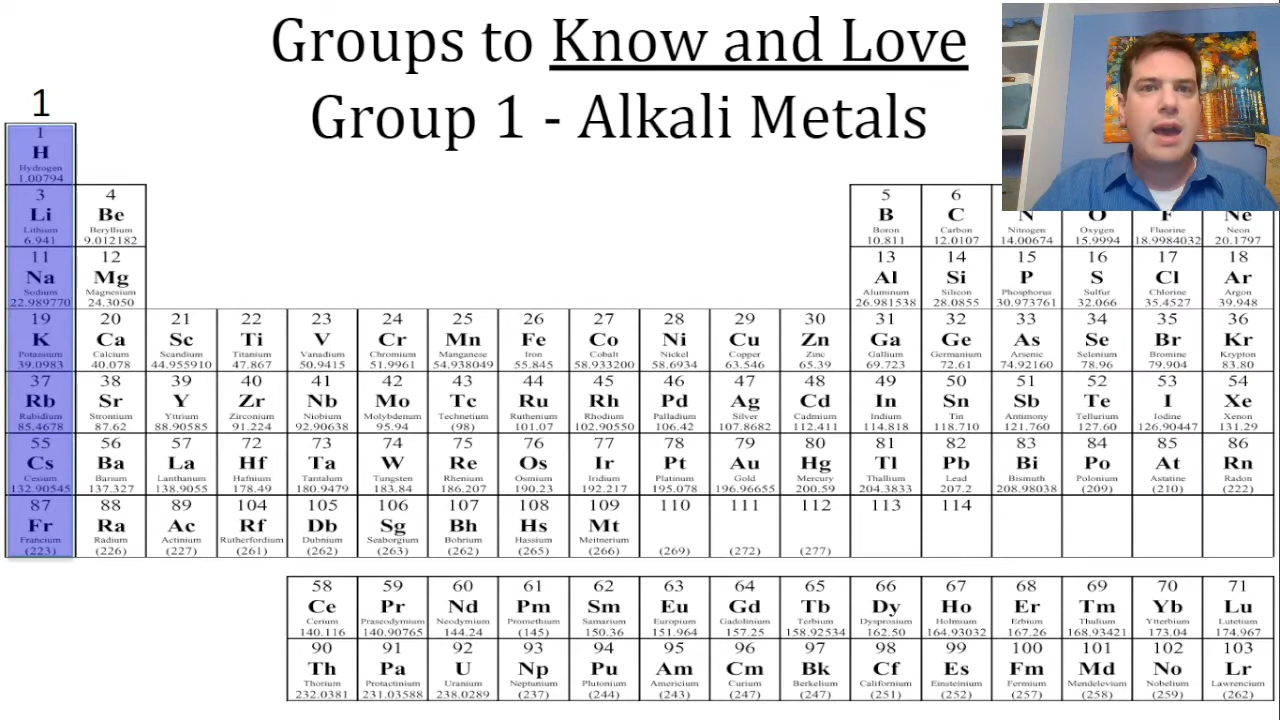 Groups to Know and Love
Group 1 - Alkali Metals
1
1
H
Hydrogen
1.00794
3 4 5 6
Li Be B C N O F Ne
Lithium Beryllium Boron Carbon Nitrogen Oxygen Fluorine Neon
6.941 9.012182 10.811 12.0107 14.00674 15.9994 18.9984032 20.1797
11 12 13 14 15 16 17 18
Na Mg Al Si P S Cl Ar
Sodium Magnesium Aluminum Silicon Phosphorus Sulfur Chlorine Argon
22.989770 24.3050 26.981538 28.0855 30.973761 32.066 35.4527 39.948
19 20 21 22 23 24 25 26 27 28 29 30 31 32 33 34 35 36
K Ca Sc Ti V Cr Mn Fe Co Ni Cu Zn Ga Ge As Se Br Kr
Potassium Calcium Scandium Titanium Vanadium Chromium Manganese Iron Cobalt Nickel Copper Zinc Gallium Germanium Arsenic Selenium Bromine Krypton
39.0983 40.078 44.955910 47.867 50.9415 51.9961 54.938049 55.845 58.933200 58.6934 63.546 65.39 69.723 72.61 74.92160 78.96 79.904 83.80
37 38 39 40 41 42 43 44 45 46 47 48 49 50 51 52 53 54
Rb Sr Y Zr Nb Mo Tc Ru Rh Pd Ag Cd In Sn Sb Te I Xe
Rubidium Strontium Yttrium Zirconium Niobium Molybdenum Technetium Ruthenium Rhodium Palladium Silver Cadmium Indium Tin Antimony Tellurium Iodine Xenon
85.4678 87.62 88.90585 91.224 92.90638 95.94 (98) 101.07 102.90550 106.42 107.8682 112.411 114.818 118.710 121.760 127.60 126.90447 131.29
55 56 57 72 73 74 75 76 77 78 79 80 81 82 83 84 85 86
Cs Ba La Hf Ta W Re Os Ir Pt Au Hg Tl Pb Bi Po At Rn
Cesium Barium Lanthanum Hafnium Tantalum Tungsten Rhenium Osmium Iridium Platinum Gold Mercury Thallium Lead Bismuth Polonium Astatine Radon
132.90545 137.327 138.9055 178.49 180.9479 183.84 186.207 190.23 192.217 195.078 196.96655 200.59 204.3833 207.2 208.98038 (209) (210) (222)
87 88 89 104 105 106 107 108 109 110 111 112 113 114
Fr Ra Ac Rf Db Sg Bh Hs Mt
Francium Radium Actinium Rutherfordium Dubnium Seaborgium Bohrium Hassium Meitnerium
(223) (226) (227) (261) (262) (263) (262) (265) (266) (269) (272) (277)
58 59 60 61 62 63 64 65 66 67 68 69 70 71
Ce Pr Nd Pm Sm Eu Gd Tb Dy Ho Er Tm Yb Lu
Cerium Praseodymium Neodymium Promethium Samarium Europium Gadolinium Terbium Dysprosium Holmium Erbium Thulium Ytterbium Lutetium
140.116 140.90765 144.24 (145) 150.36 151.964 157.25 158.92534 162.50 164.93032 167.26 168.93421 173.04 174.967
90 91 92 93 94 95 96 97 98 99 100 101 102 103
Th Pa U Np Pu Am Cm Bk Cf Es Fm Md No Lr
Thorium Protactinium Uranium Neptunium Plutonium Americium Curium Berkelium Californium Einsteinium Fermium Mendelevium Nobelium Lawrencium
232.0381 231.03588 238.0289 (237) (244) (243) (247) (247) (251) (252) (257) (258) (259) (262)